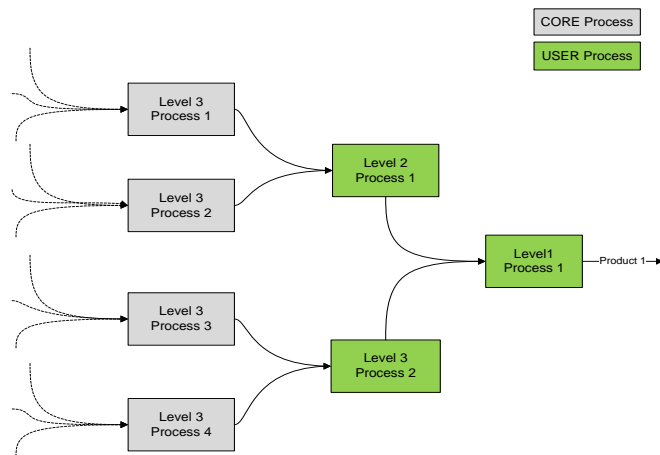 CORE Process
USER Process
Level 3
Process 1
Level 3
Process 2
Level 2
Process 1
Level1
Process 1
Product 1
Level 3
Process 3
Level 3
Process 2
Level 3
Process 4